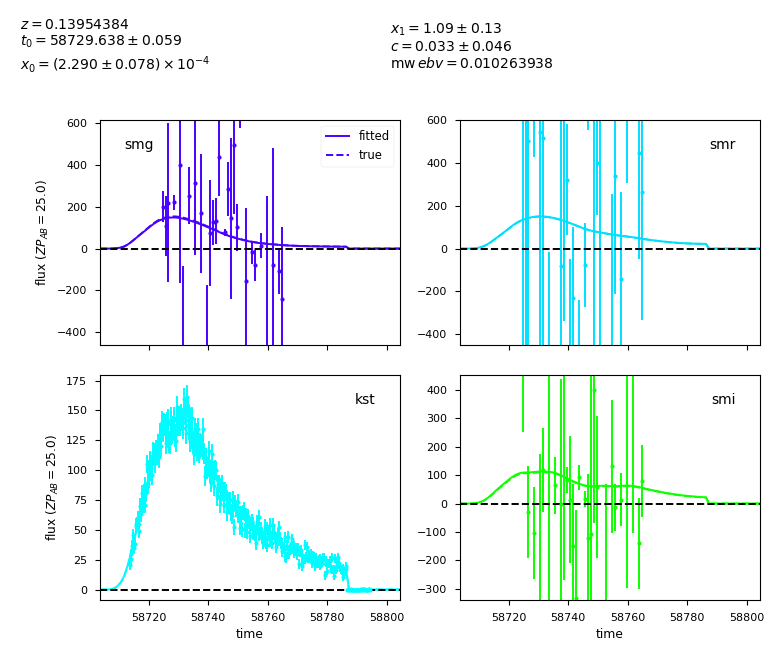 z = 0.13954384
t₀ = 58729.638 ± 0.059
x₀ = (2.290 ± 0.078) × 10⁻⁴
x₁ = 1.09 ± 0.13
c = 0.033 ± 0.046
mw ebv = 0.010263938
smg
fitted
true
600
400
200
0
−200
−400
flux (ZP_AB = 25.0)
smr
600
400
200
0
−200
−400
kst
175
150
125
100
75
50
25
0
flux (ZP_AB = 25.0)
58720 58740 58760 58780 58800
time
smi
400
300
200
100
0
−100
−200
−300
58720 58740 58760 58780 58800
time